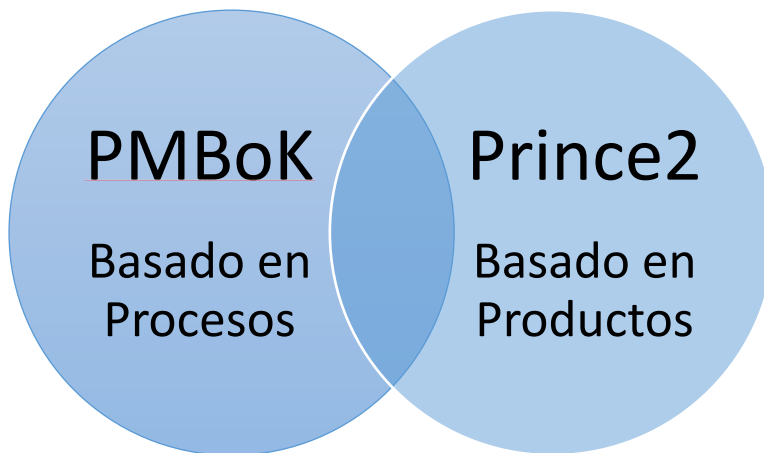 PMBoK
Basado en
Procesos
Prince2
Basado en
Productos